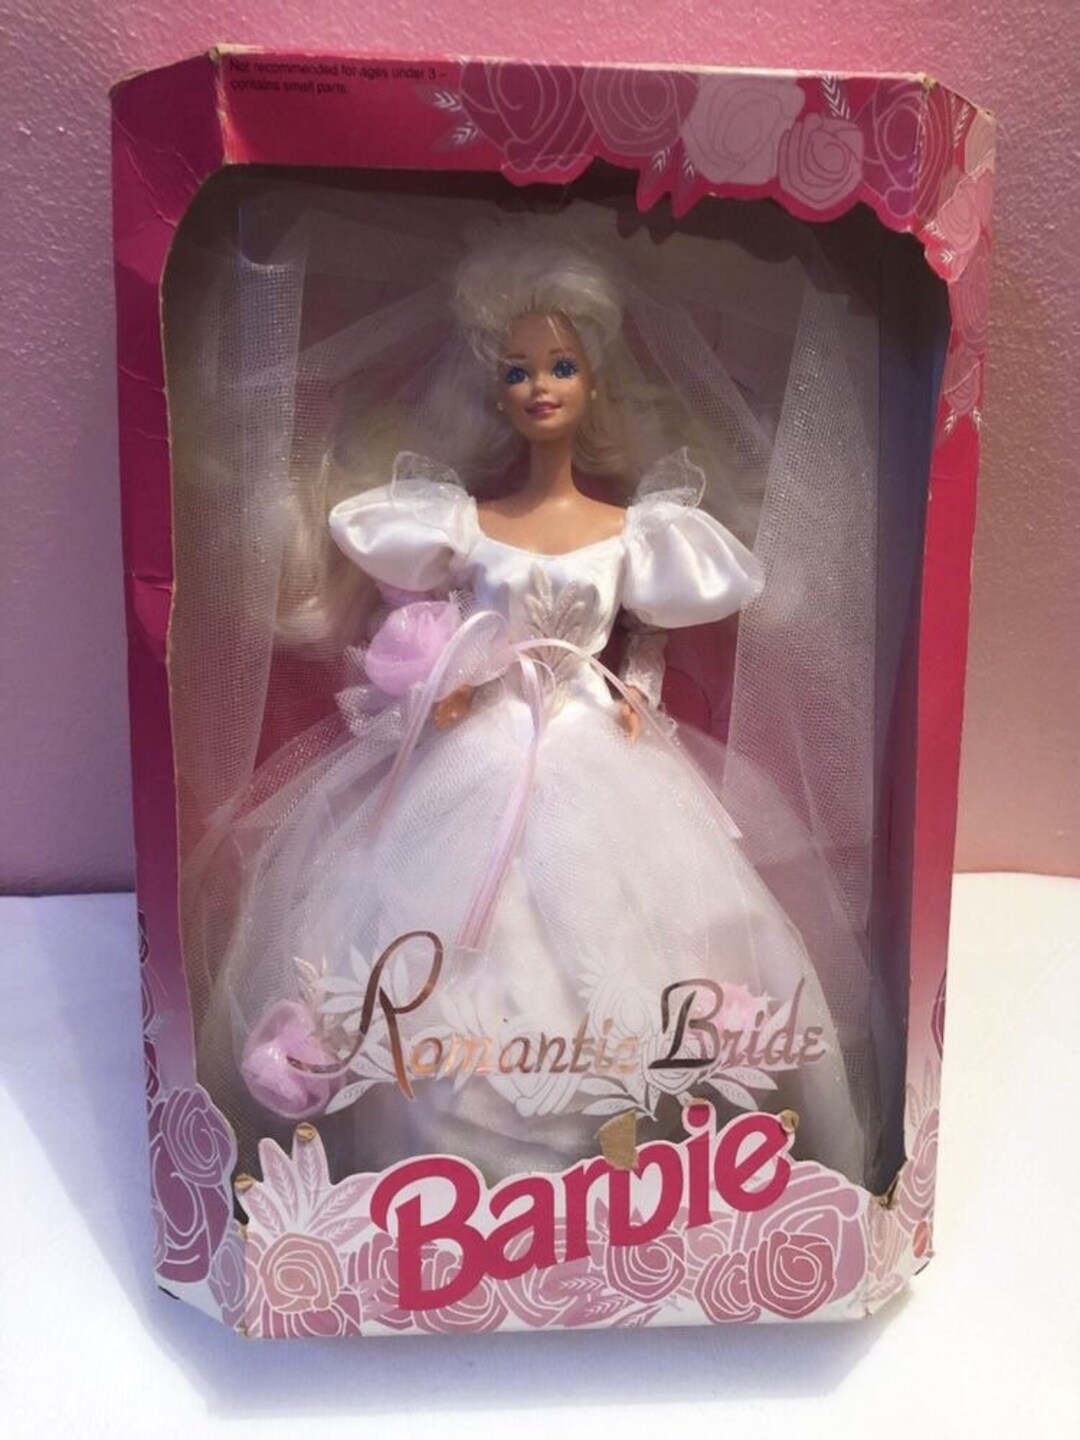 Not recommended for ages under 3 –
contains small parts.
Romantic Bride
Barbie